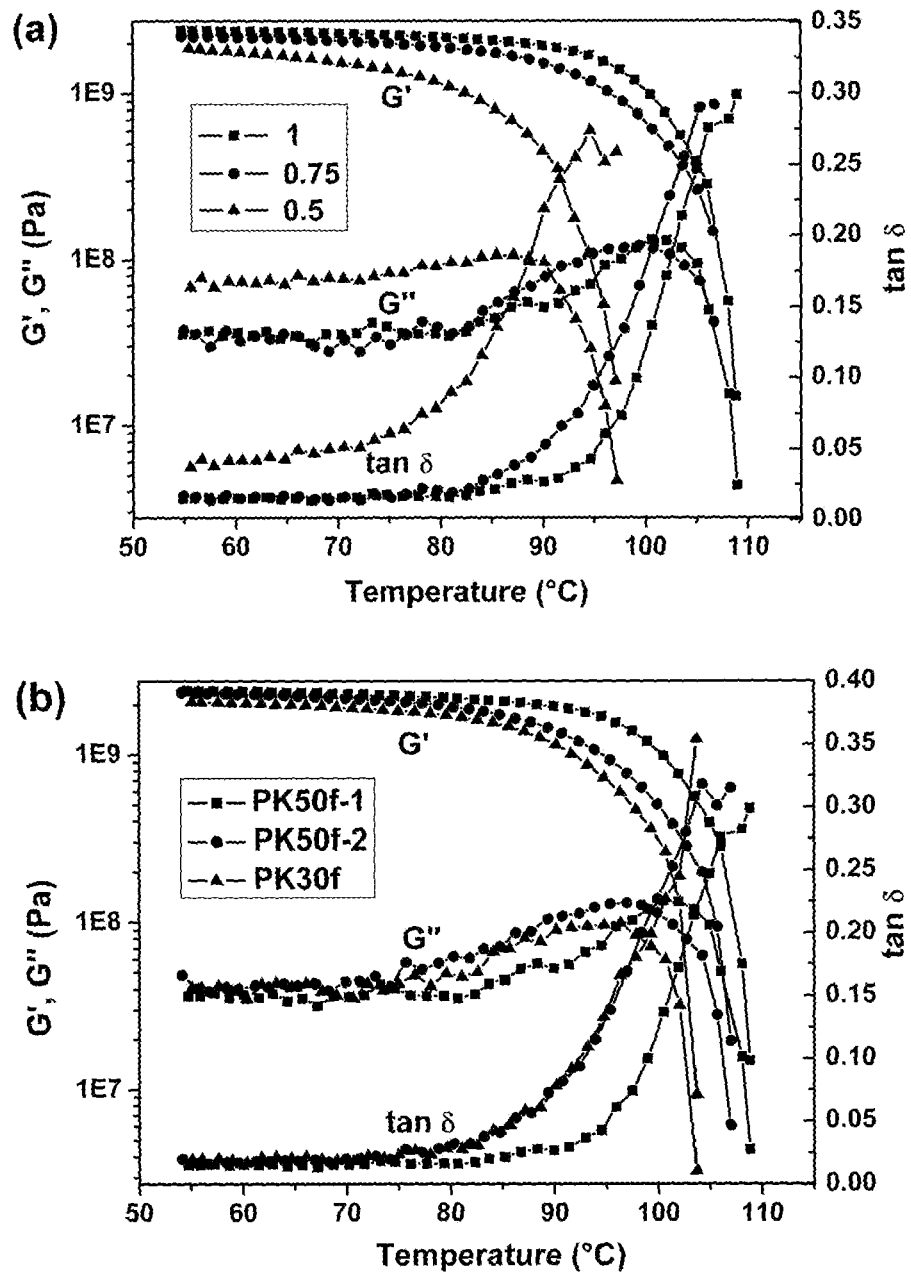 (a)
0.35
0.30
0.25
0.20
0.15
0.10
0.05
0.00
tan δ
1E9
1E8
1E7
G', G" (Pa)
1
0.75
0.5
G'
G"
tan δ
50 60 70 80 90 100 110
Temperature (°C)
(b)
0.40
0.35
0.30
0.25
0.20
0.15
0.10
0.05
0.00
tan δ
1E9
1E8
1E7
G', G" (Pa)
PK50f-1
PK50f-2
PK30f
G'
G"
tan δ
50 60 70 80 90 100 110
Temperature (°C)